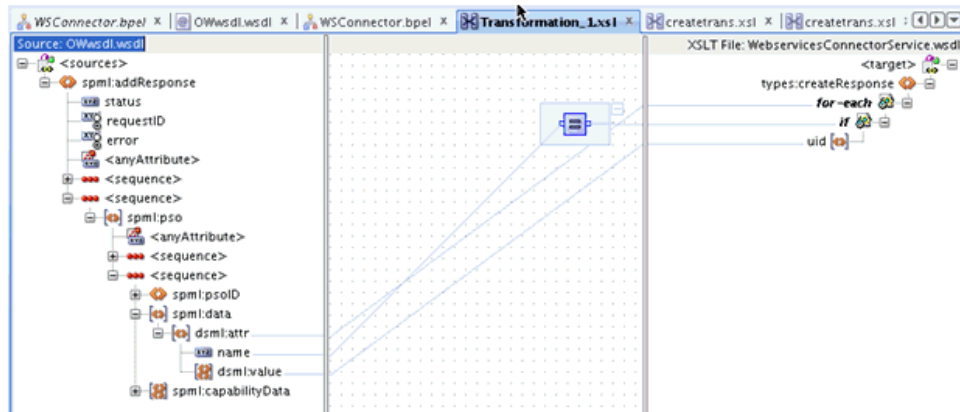 WSConnector.bpel x OWwsdl.wsdl x WSConnector.bpel x Transformation_1.xsl x createtrans.xsl x createtrans.xsl
Source: OWwsdl.wsdl XSLT File: WebservicesConnectorService.wsdl
<sources> <target>
spml:addResponse types:createResponse
status for-each
requestID if
error uid
<anyAttribute>
<sequence>
<sequence>
spml:pso
<anyAttribute>
<sequence>
<sequence>
spml:psoID
spml:data
dsml:attr
name
dsml:value
spml:capabilityData